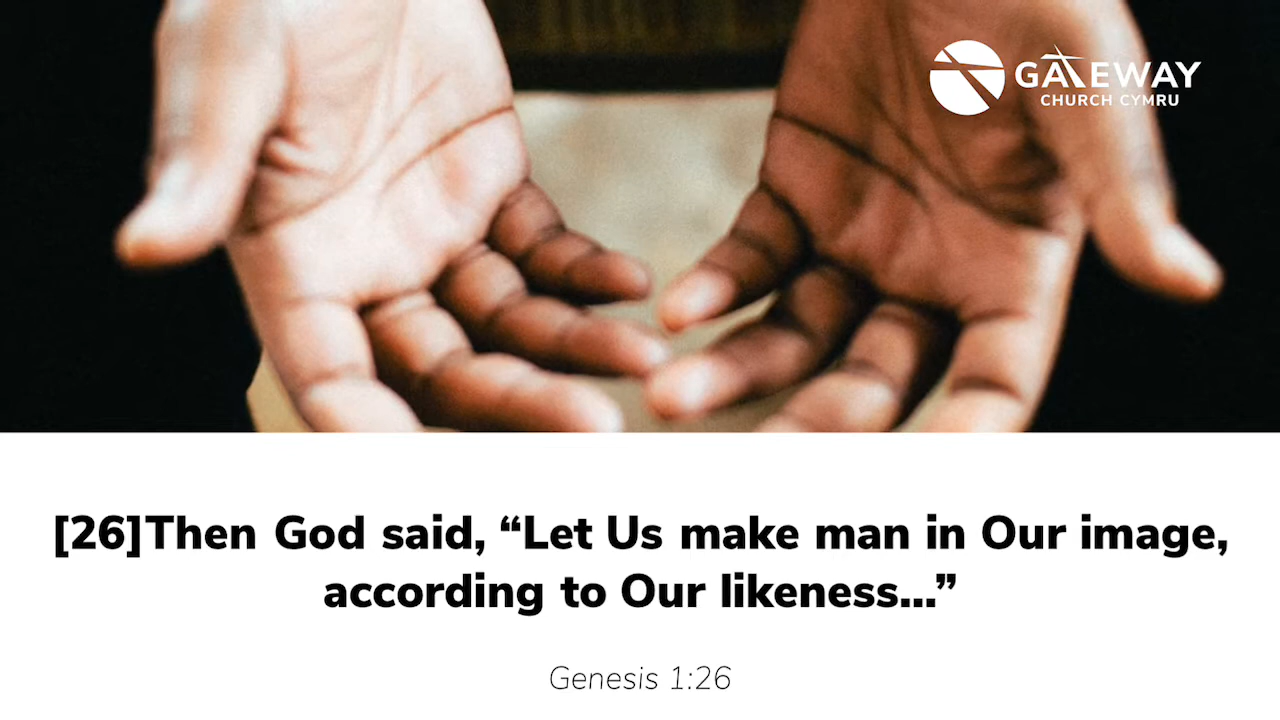 GATEWAY
CHURCH CYMRU
[26]Then God said, “Let Us make man in Our image,
according to Our likeness...”
Genesis 1:26